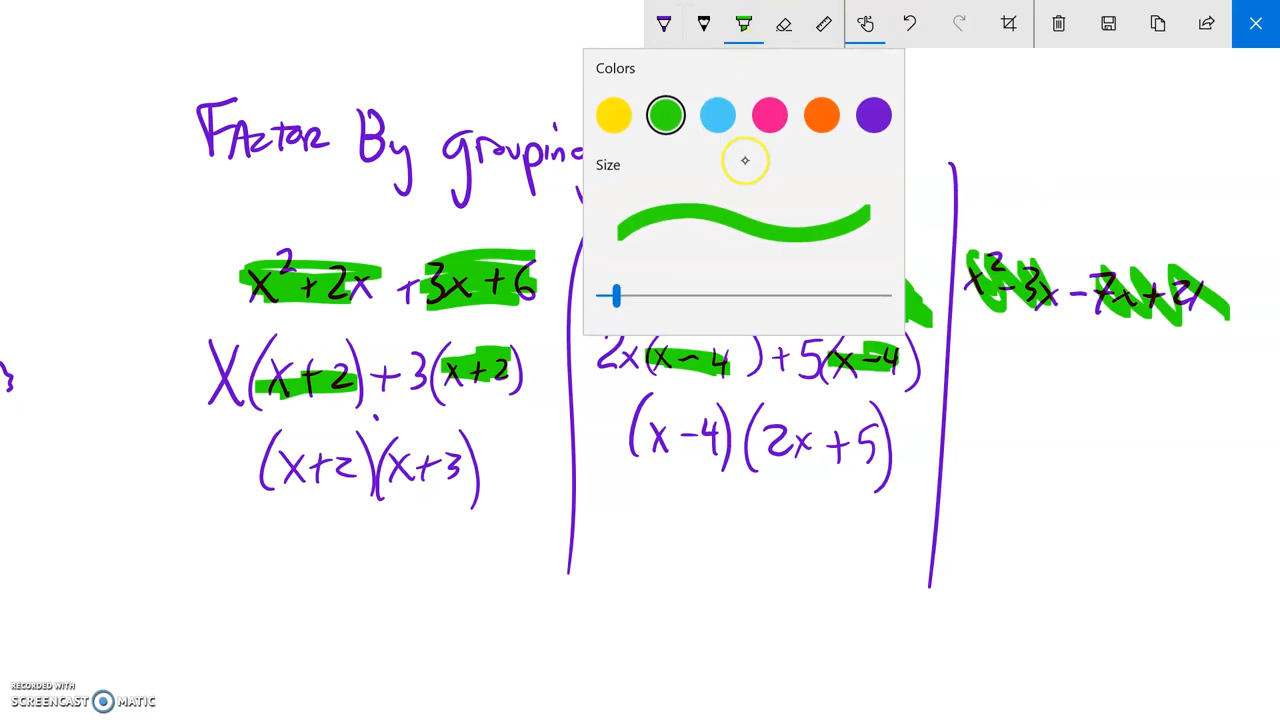 Factor By grouping
Colors
Size
x² + 2x + 3x + 6
x(x+2) + 3(x+2)
(x+2)(x+3)
2x(x-4) + 5(x-4)
(x-4)(2x+5)
x² - 3x - 7x + 21
RECORDED WITH
SCREENCAST MATIC